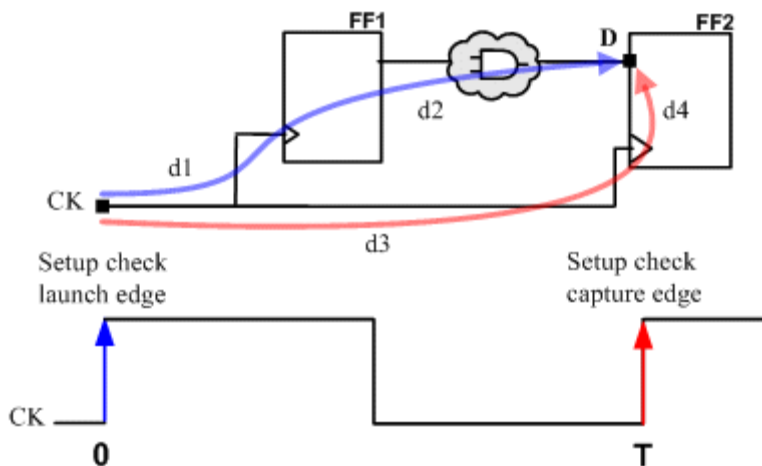 FF1
D
FF2
d2
d4
d1
CK
d3
Setup check
launch edge
Setup check
capture edge
CK
0
T